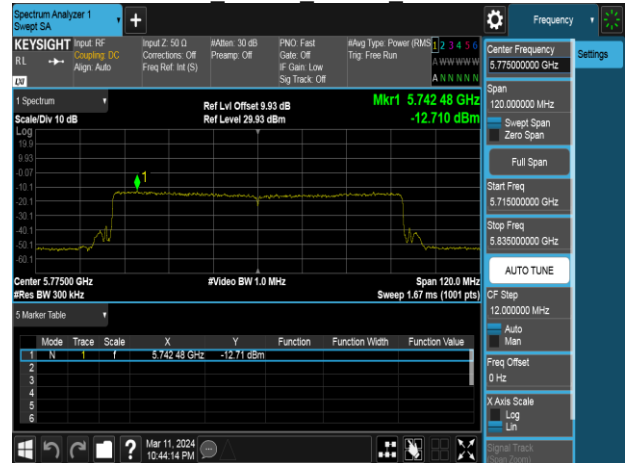 Spectrum Analyzer 1
Swept SA
+
Frequency
KEYSIGHT
RL
LXI
Input: RF
Coupling: DC
Align: Auto
Input Z: 50 Ω
Corrections: Off
Freq Ref: Int (S)
#Atten: 30 dB
Preamp: Off
PNO: Fast
Gate: Off
IF Gain: Low
Sig Track: Off
#Avg Type: Power (RMS
Trig: Free Run
1 2 3 4 5 6
A W W W W W
A N N N N N
1 Spectrum
Scale/Div 10 dB
Ref Lvl Offset 9.93 dB
Ref Level 29.93 dBm
Mkr1 5.742 48 GHz
-12.710 dBm
Log
19.9
9.93
-0.07
-10.1
-20.1
-30.1
-40.1
-50.1
-60.1
1
Center 5.77500 GHz
#Res BW 300 kHz
#Video BW 1.0 MHz
Span 120.0 MHz
Sweep 1.67 ms (1001 pts)
5 Marker Table
Mode Trace Scale X Y Function Function Width Function Value
1 N 1 f 5.742 48 GHz -12.71 dBm
2
3
4
5
6
Mar 11, 2024
10:44:14 PM
Center Frequency
5.775000000 GHz
Span
120.000000 MHz
Swept Span
Zero Span
Full Span
Start Freq
5.715000000 GHz
Stop Freq
5.835000000 GHz
AUTO TUNE
CF Step
12.000000 MHz
Auto
Man
Freq Offset
0 Hz
X Axis Scale
Log
Lin
Signal Track
(Span Zoom)
Settings